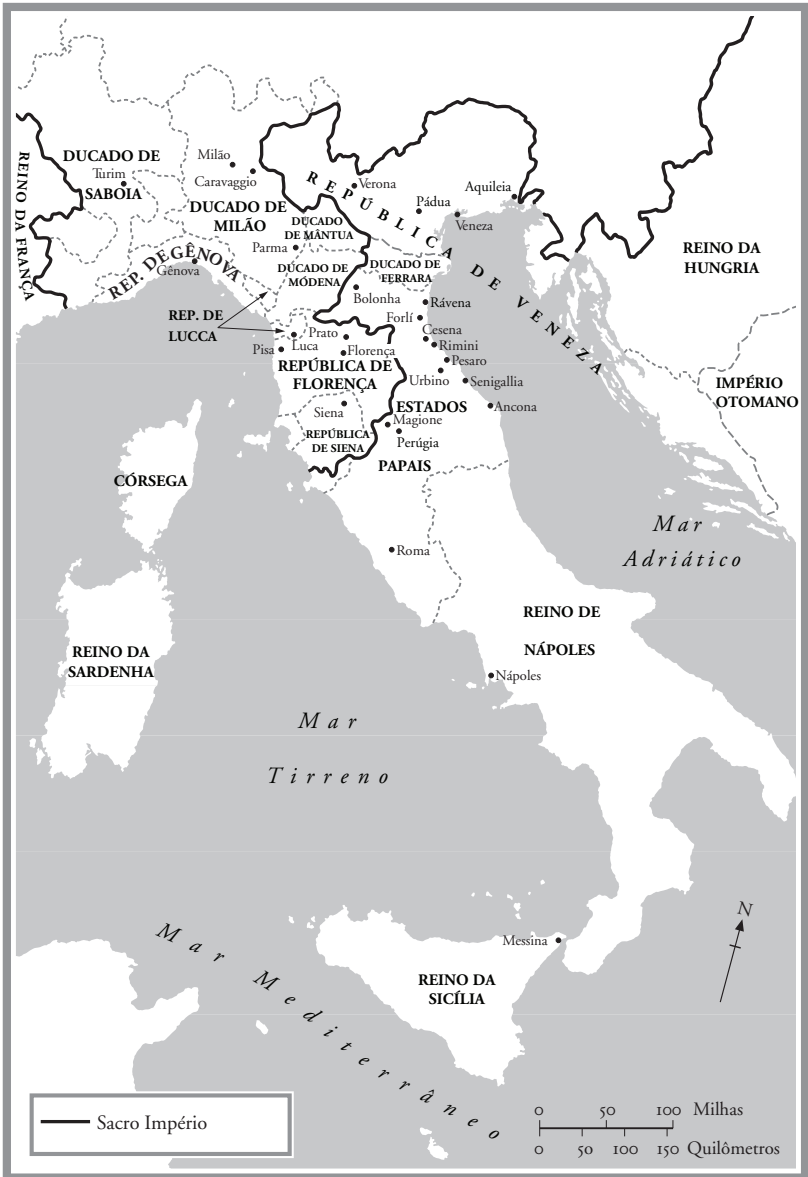 DUCADO DE
Turim
SABOIA
REINO DA FRANÇA
Milão
Caravaggio
DUCADO DE
MILÃO
REPÚBLICA DE VENEZA
Verona
Pádua
Aquileia
Veneza
DUCADO
DE MÂNTUA
Parma
REP. DE GÊNOVA
Gênova
DUCADO DE
MÓDENA
DUCADO DE
FERRARA
REINO DA
HUNGRIA
Bolonha
Rávena
Forlí
Cesena
Rimini
Pesaro
Urbino
Senigallia
Ancona
REP. DE
LUCCA
Prato
Luca
Pisa
Florença
REPÚBLICA DE
FLORENÇA
IMPÉRIO
OTOMANO
Siena
REPÚBLICA
DE SIENA
ESTADOS
Magione
Perúgia
PAPAIS
CÓRSEGA
Mar
Adriático
Roma
REINO DE
NÁPOLES
Nápoles
REINO DA
SARDENHA
Mar
Tirreno
Messina
REINO DA
SICÍLIA
Mar Mediterrâneo
N
Sacro Império
0 50 100 Milhas
0 50 100 150 Quilômetros